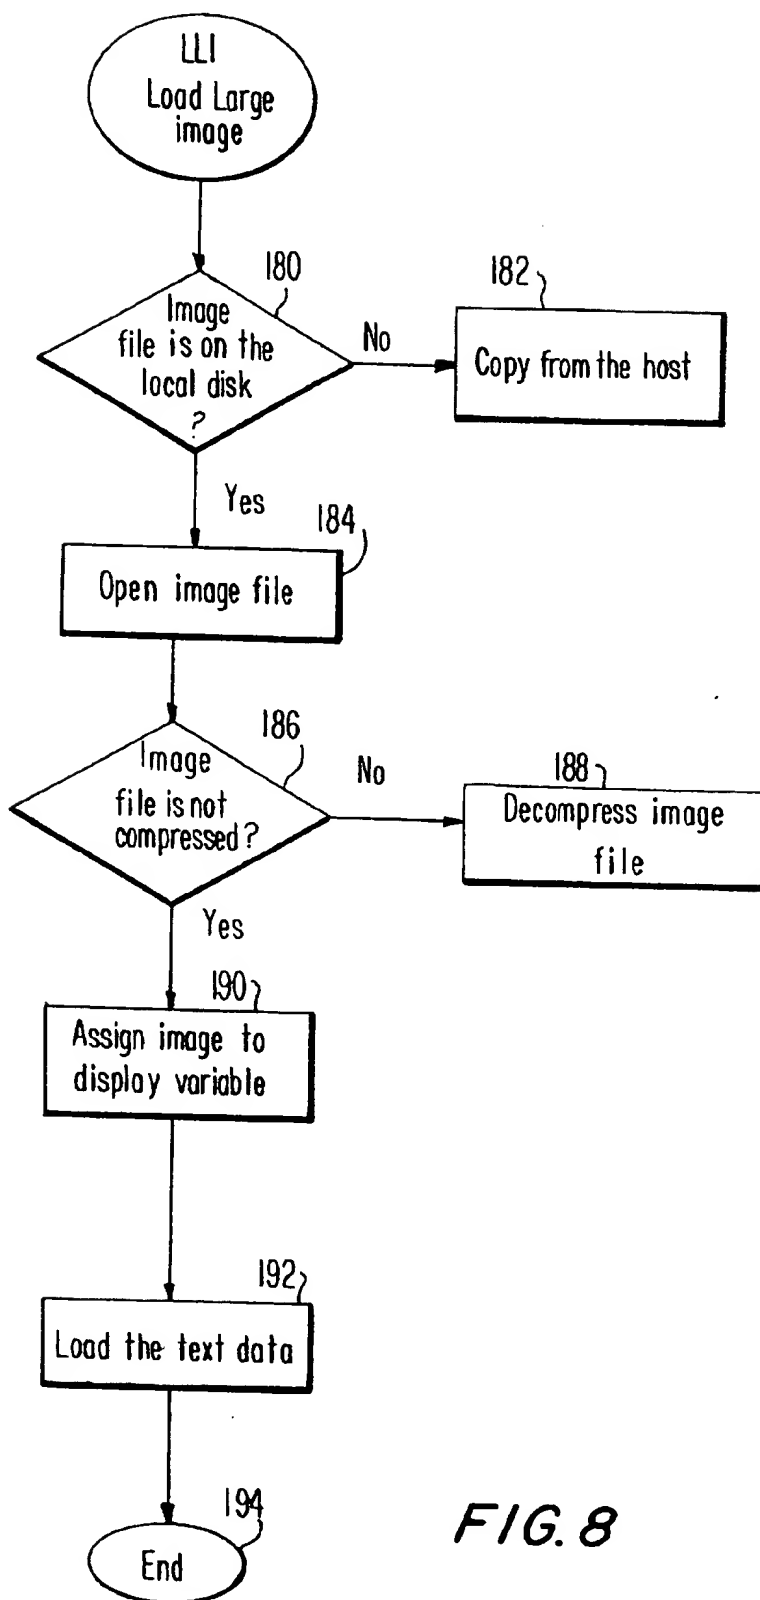 LLI
Load Large
image
180
Image
file is on the
local disk
?
No
182
Copy from the host
Yes
184
Open image file
186
Image
file is not
compressed?
No
188
Decompress image
file
Yes
190
Assign image to
display variable
192
Load the text data
194
End
FIG. 8